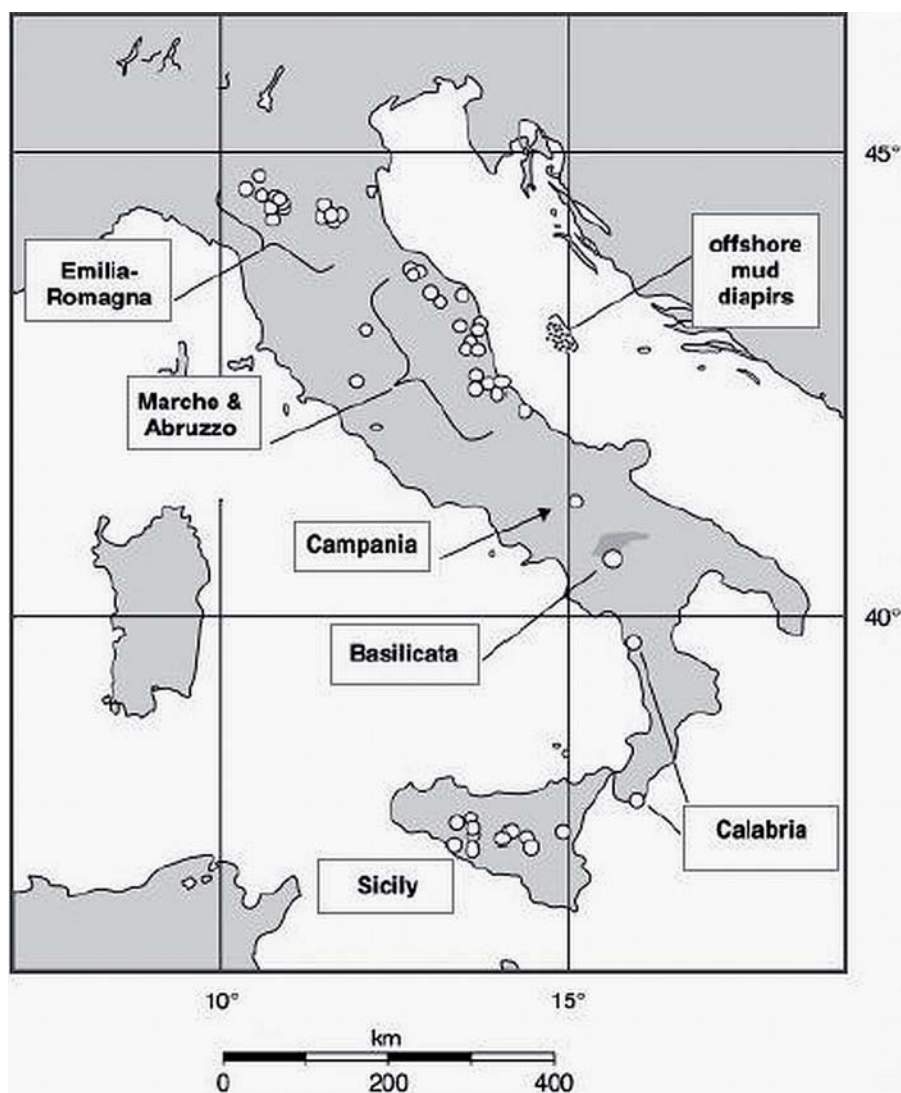 45°
offshore
mud
diapirs
Emilia-
Romagna
Marche &
Abruzzo
Campania
40°
Basilicata
Calabria
Sicily
10°
15°
km
0
200
400